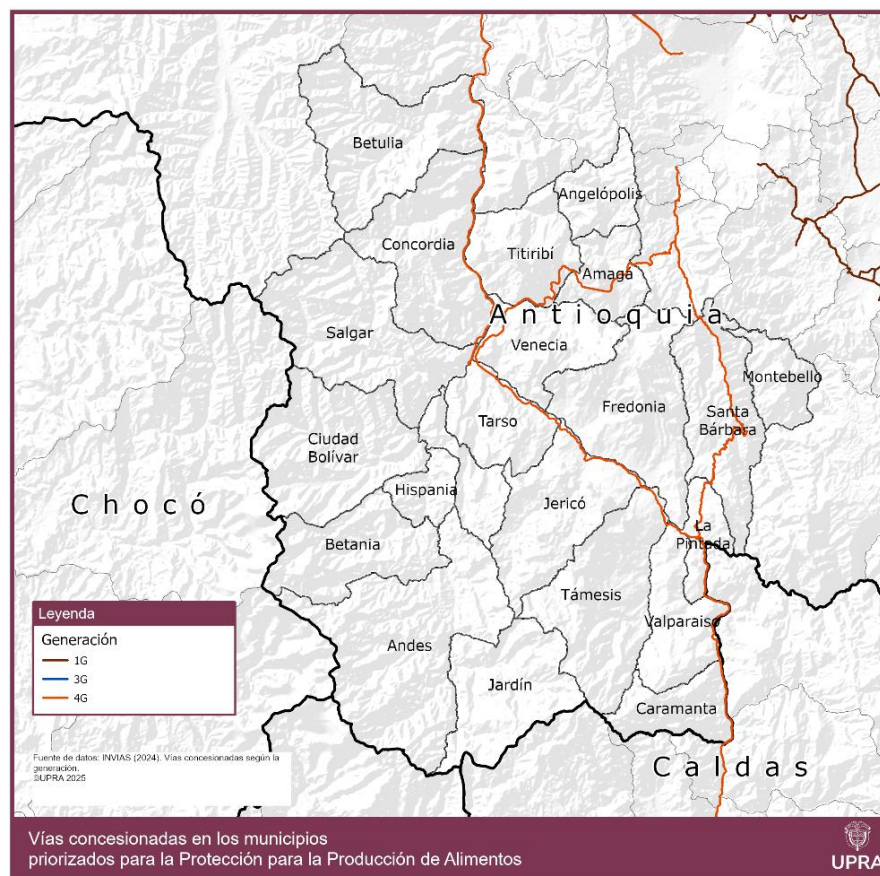 Betulia
Angelópolis
Concordia
Titiribí
Amagá
Antioquia
Salgar
Venecia
Montebello
Fredonia
Tarso
Santa
Bárbara
Ciudad
Bolívar
Hispania
Chocó
Jericó
La
Pintada
Betania
Támesis
Valparaiso
Andes
Jardín
Caramanta
Caldas
Leyenda
Generación
1G
3G
4G
Fuente de datos: INVIAS (2024). Vías concesionadas según la
generación.
©UPRA 2025
Vías concesionadas en los municipios
priorizados para la Protección para la Producción de Alimentos
UPRA